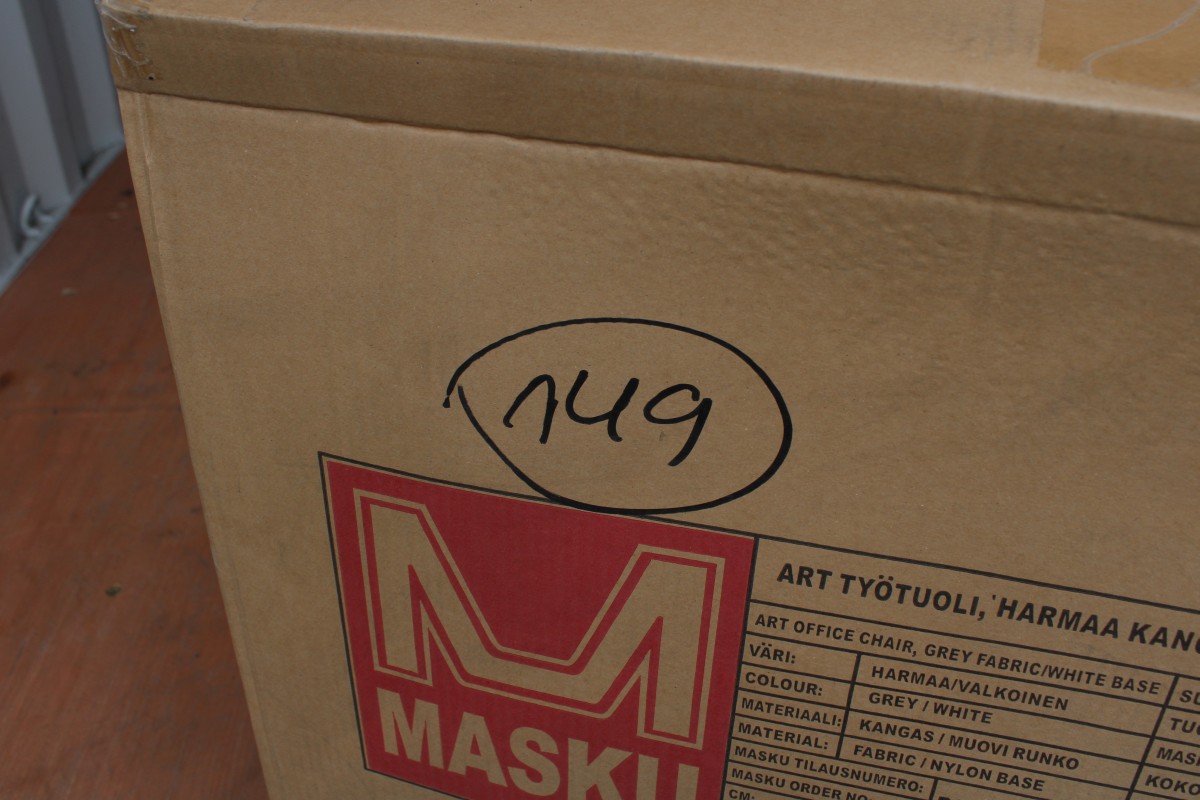 149
MASKU
ART TYÖTUOLI, HARMAA
ART OFFICE CHAIR, GREY FABRIC/WHITE BASE
VÄRI: HARMAA/VALKOINEN
COLOUR: GREY / WHITE
MATERIAALI: KANGAS / MUOVI RUNKO
MATERIAL: FABRIC / NYLON BASE
MASKU TILAUSNUMERO:
MASKU ORDER NO:
CM: